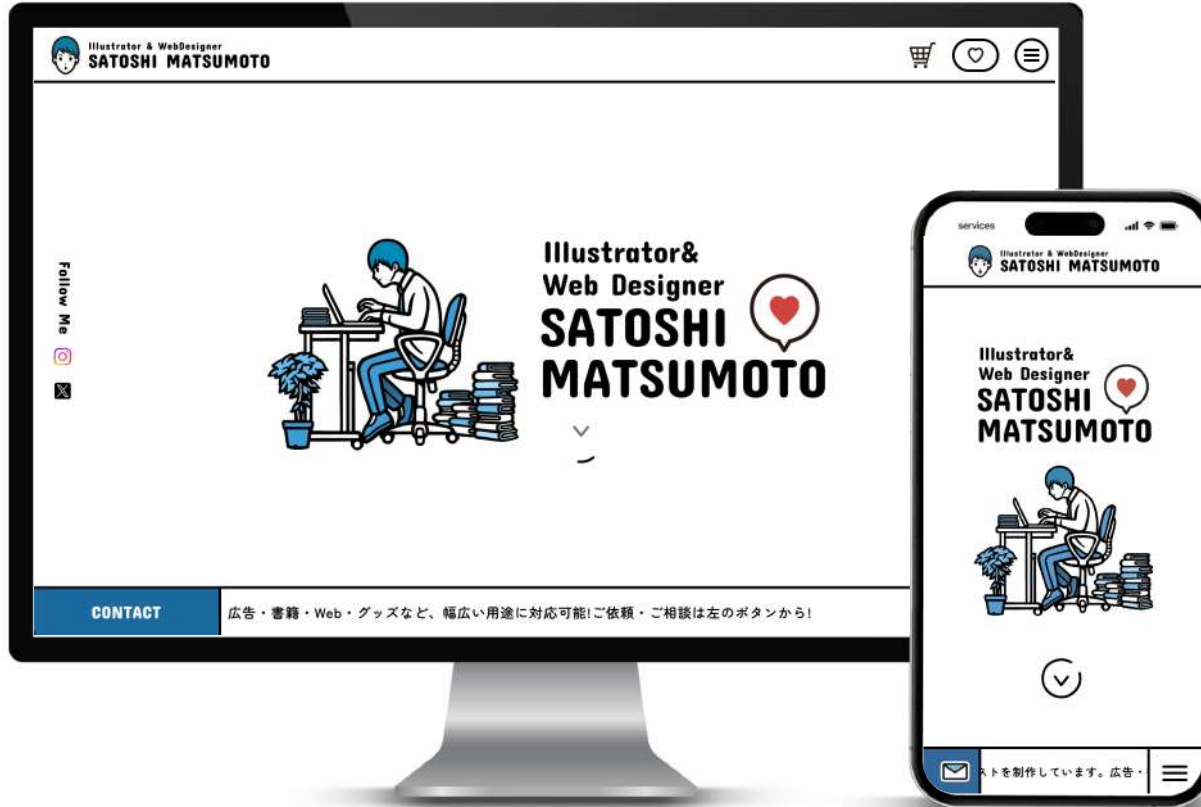 Illustrator & WebDesigner
SATOSHI MATSUMOTO
Follow Me
Illustrator&
Web Designer
SATOSHI
MATSUMOTO
CONTACT
広告・書籍・Web・グッズなど、幅広い用途に対応可能!ご依頼・ご相談は左のボタンから!
services
Illustrator & WebDesigner
SATOSHI MATSUMOTO
Illustrator&
Web Designer
SATOSHI
MATSUMOTO
ストを制作しています。広告・